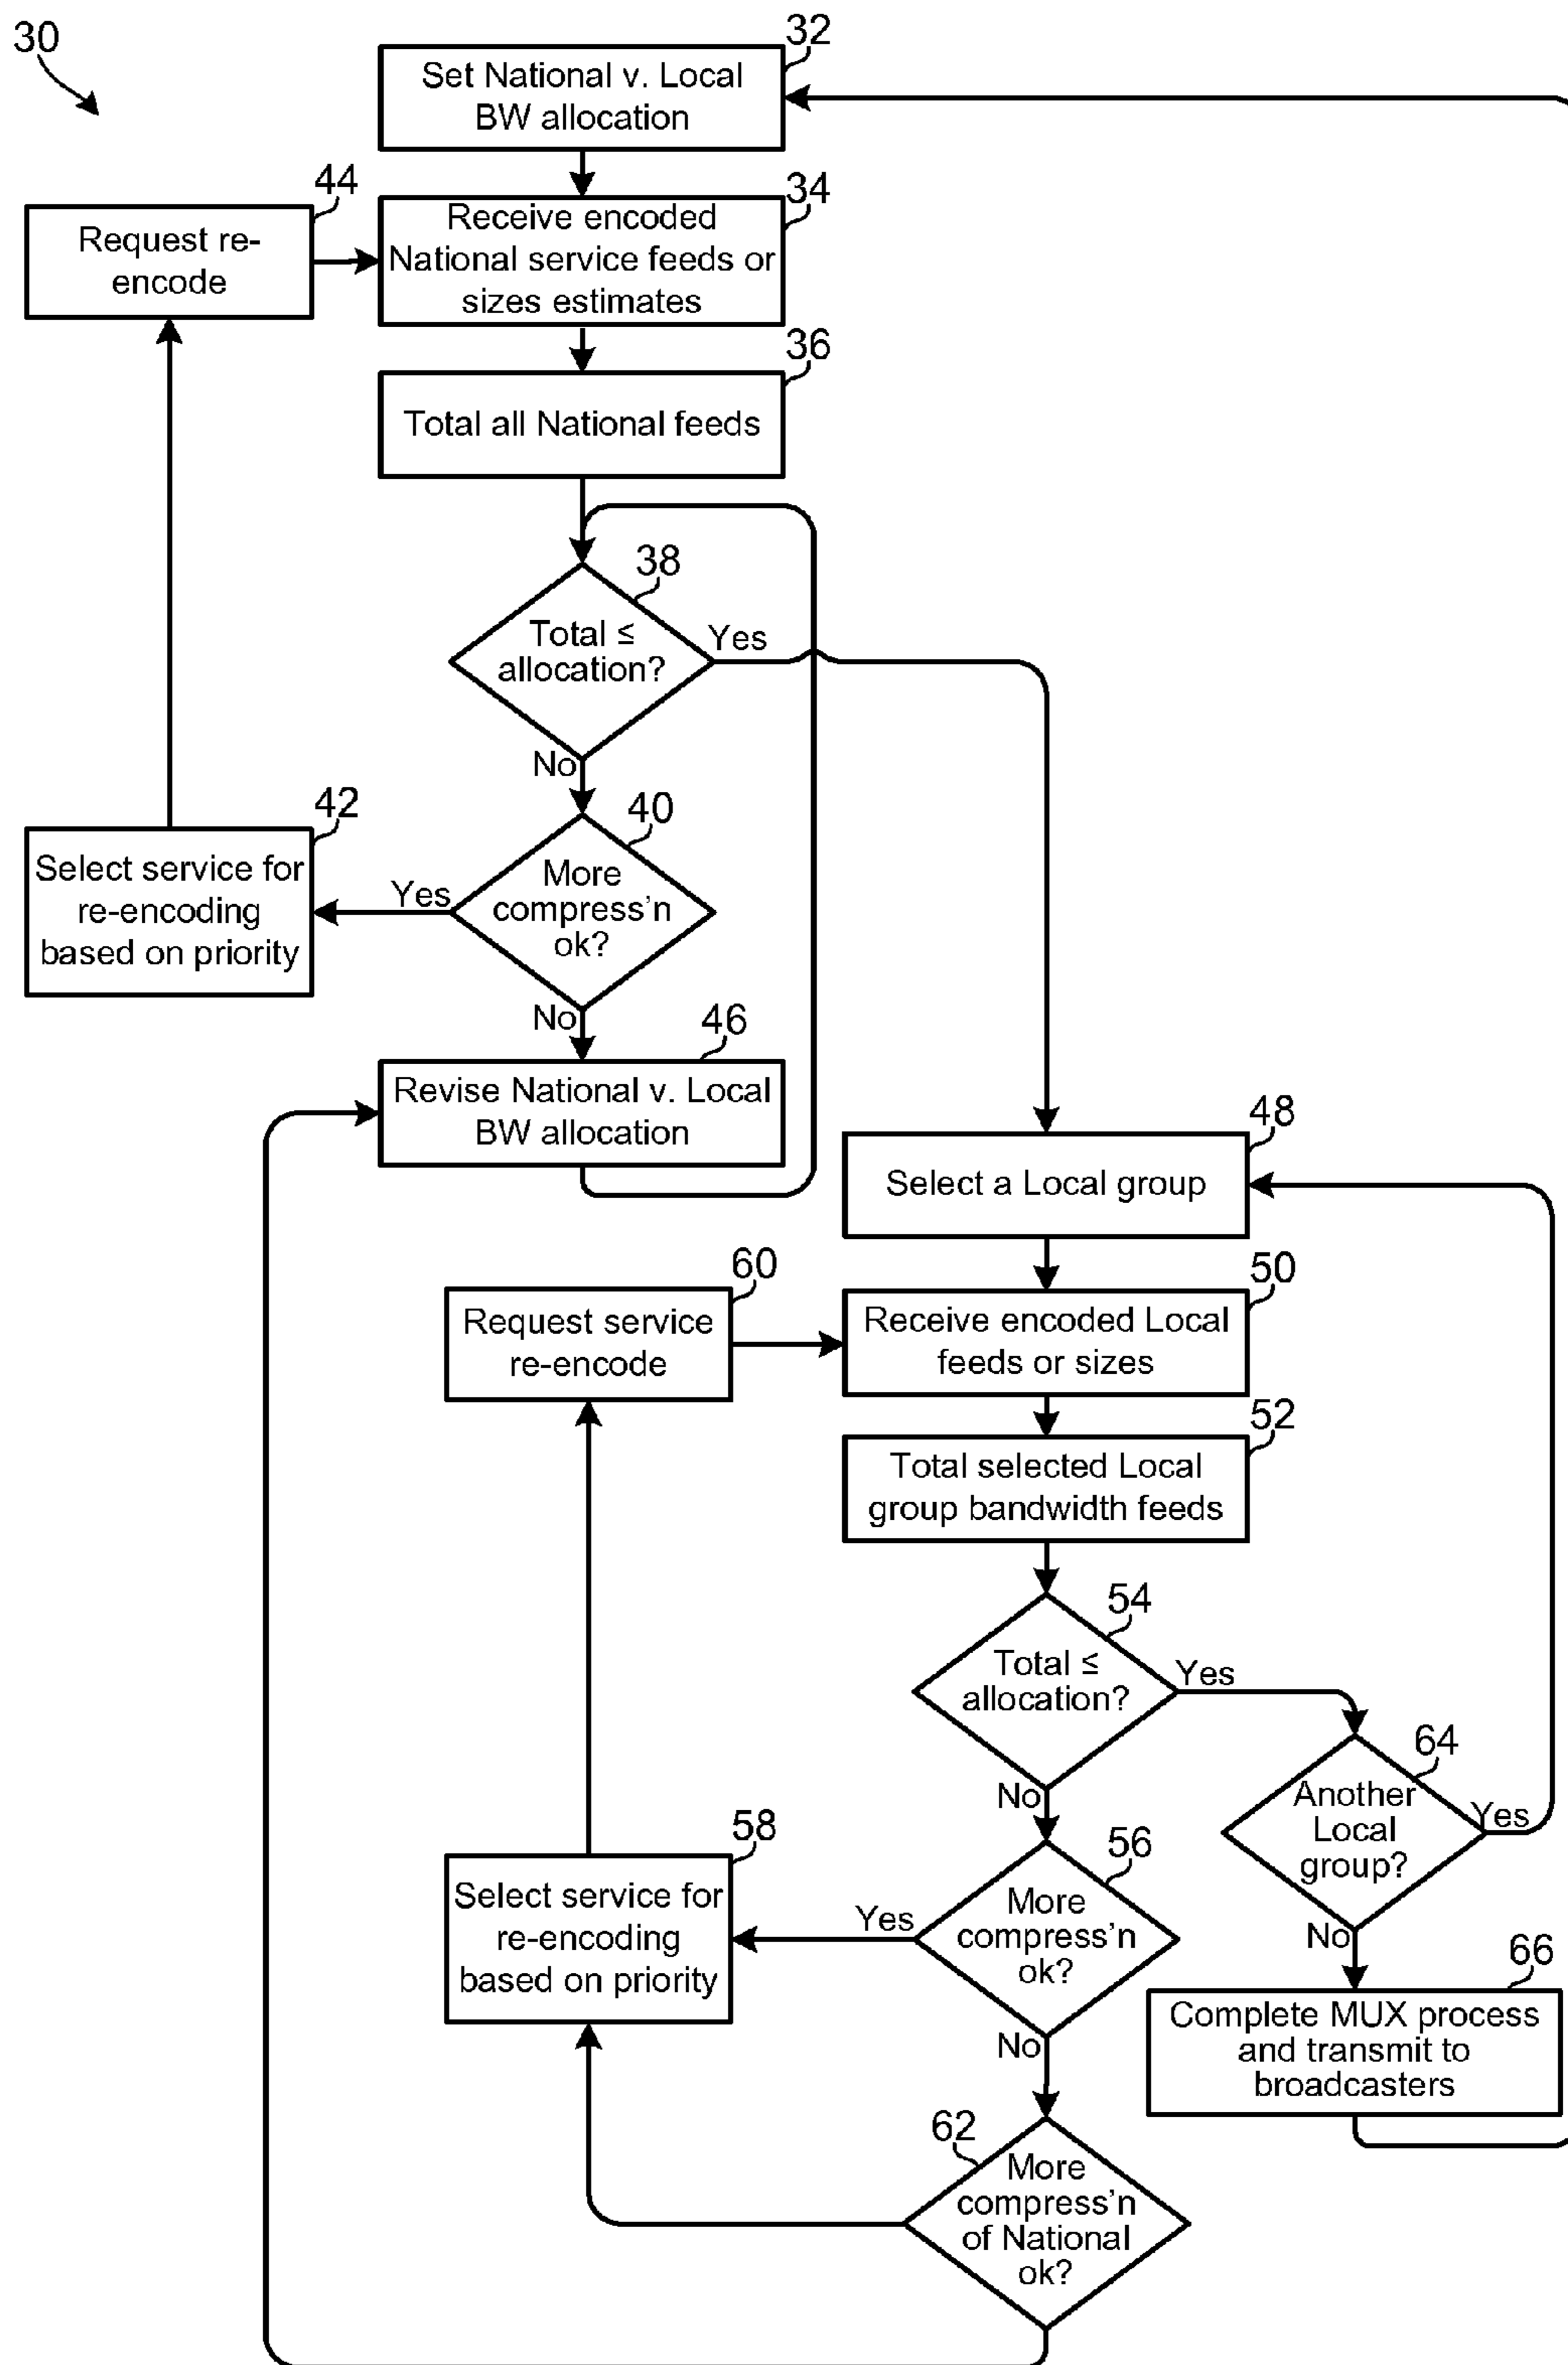 30
32
Set National v. Local
BW allocation
44
Request re-
encode
34
Receive encoded
National service feeds or
sizes estimates
36
Total all National feeds
38
Total ≤
allocation?
Yes
No
40
More
compress'n
ok?
Yes
No
42
Select service for
re-encoding
based on priority
46
Revise National v. Local
BW allocation
48
Select a Local group
60
Request service
re-encode
50
Receive encoded Local
feeds or sizes
52
Total selected Local
group bandwidth feeds
54
Total ≤
allocation?
Yes
No
64
Another
Local
group?
Yes
No
58
Select service for
re-encoding
based on priority
56
More
compress'n
ok?
Yes
No
66
Complete MUX process
and transmit to
broadcasters
62
More
compress'n
of National
ok?